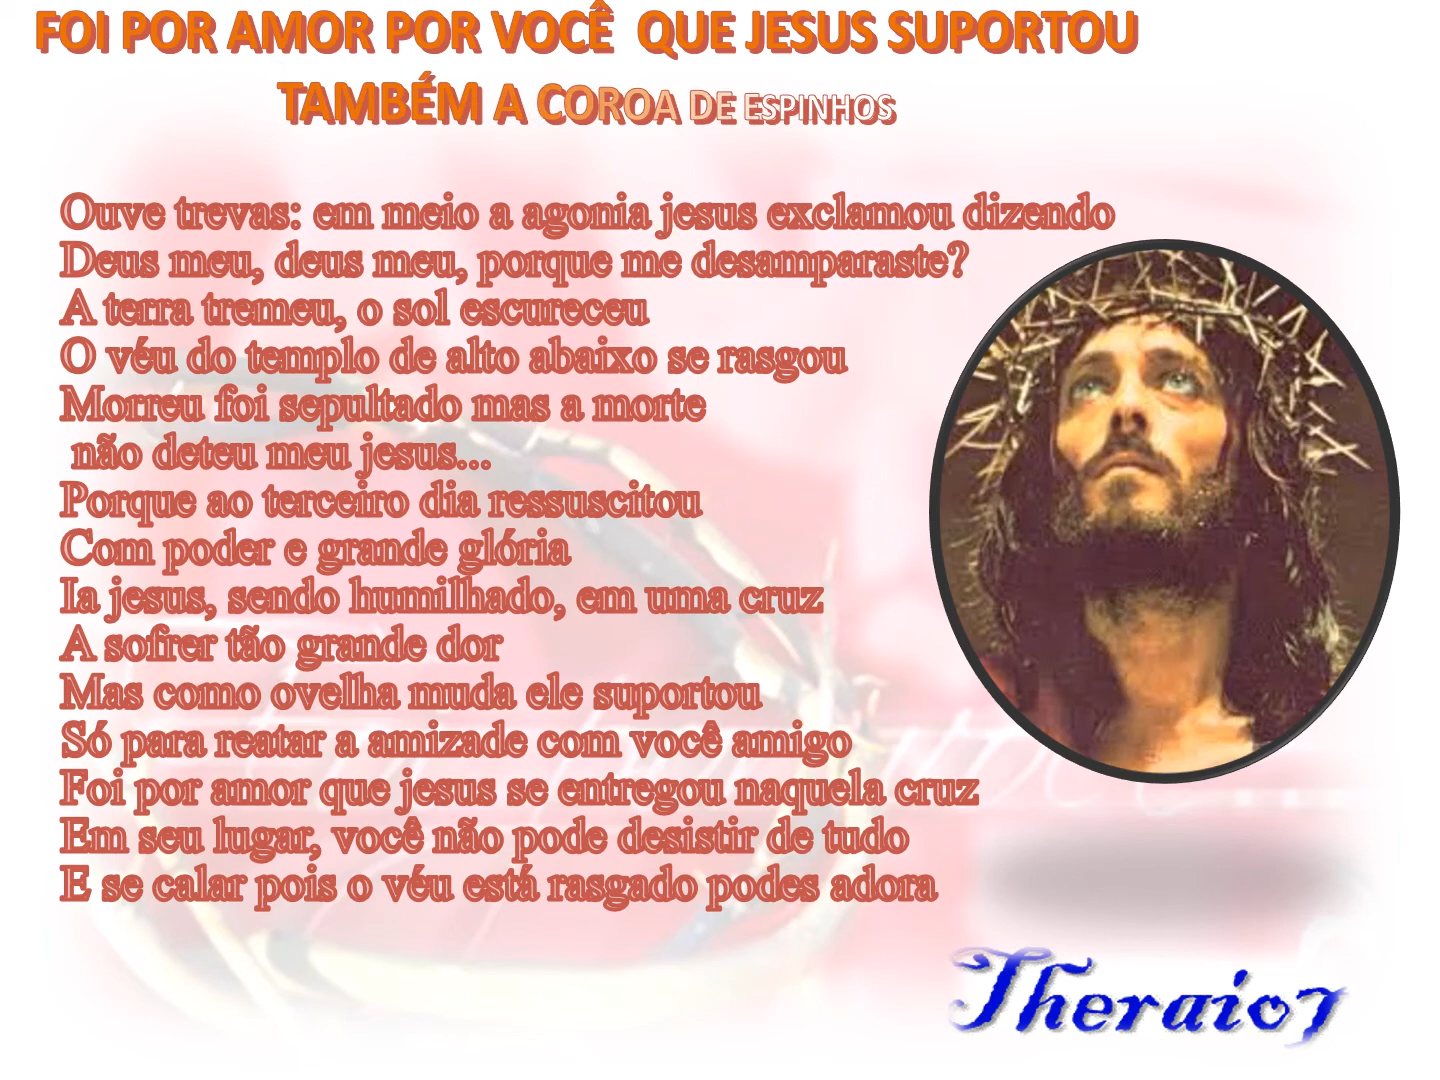 FOI POR AMOR POR VOCÊ QUE JESUS SUPORTOU
TAMBÉM A COROA DE ESPINHOS
Ouve trevas: em meio a agonia jesus exclamou dizendo
Deus meu, deus meu, porque me desamparaste?
A terra tremeu, o sol escureceu
O véu do templo de alto abaixo se rasgou
Morreu foi sepultado mas a morte
não deteu meu jesus...
Porque ao terceiro dia ressuscitou
Com poder e grande glória
Ia jesus, sendo humilhado, em uma cruz
A sofrer tão grande dor
Mas como ovelha muda ele suportou
Só para reatar a amizade com você amigo
Foi por amor que jesus se entregou naquela cruz
Em seu lugar, você não pode desistir de tudo
E se calar pois o véu está rasgado podes adora
Theraio7